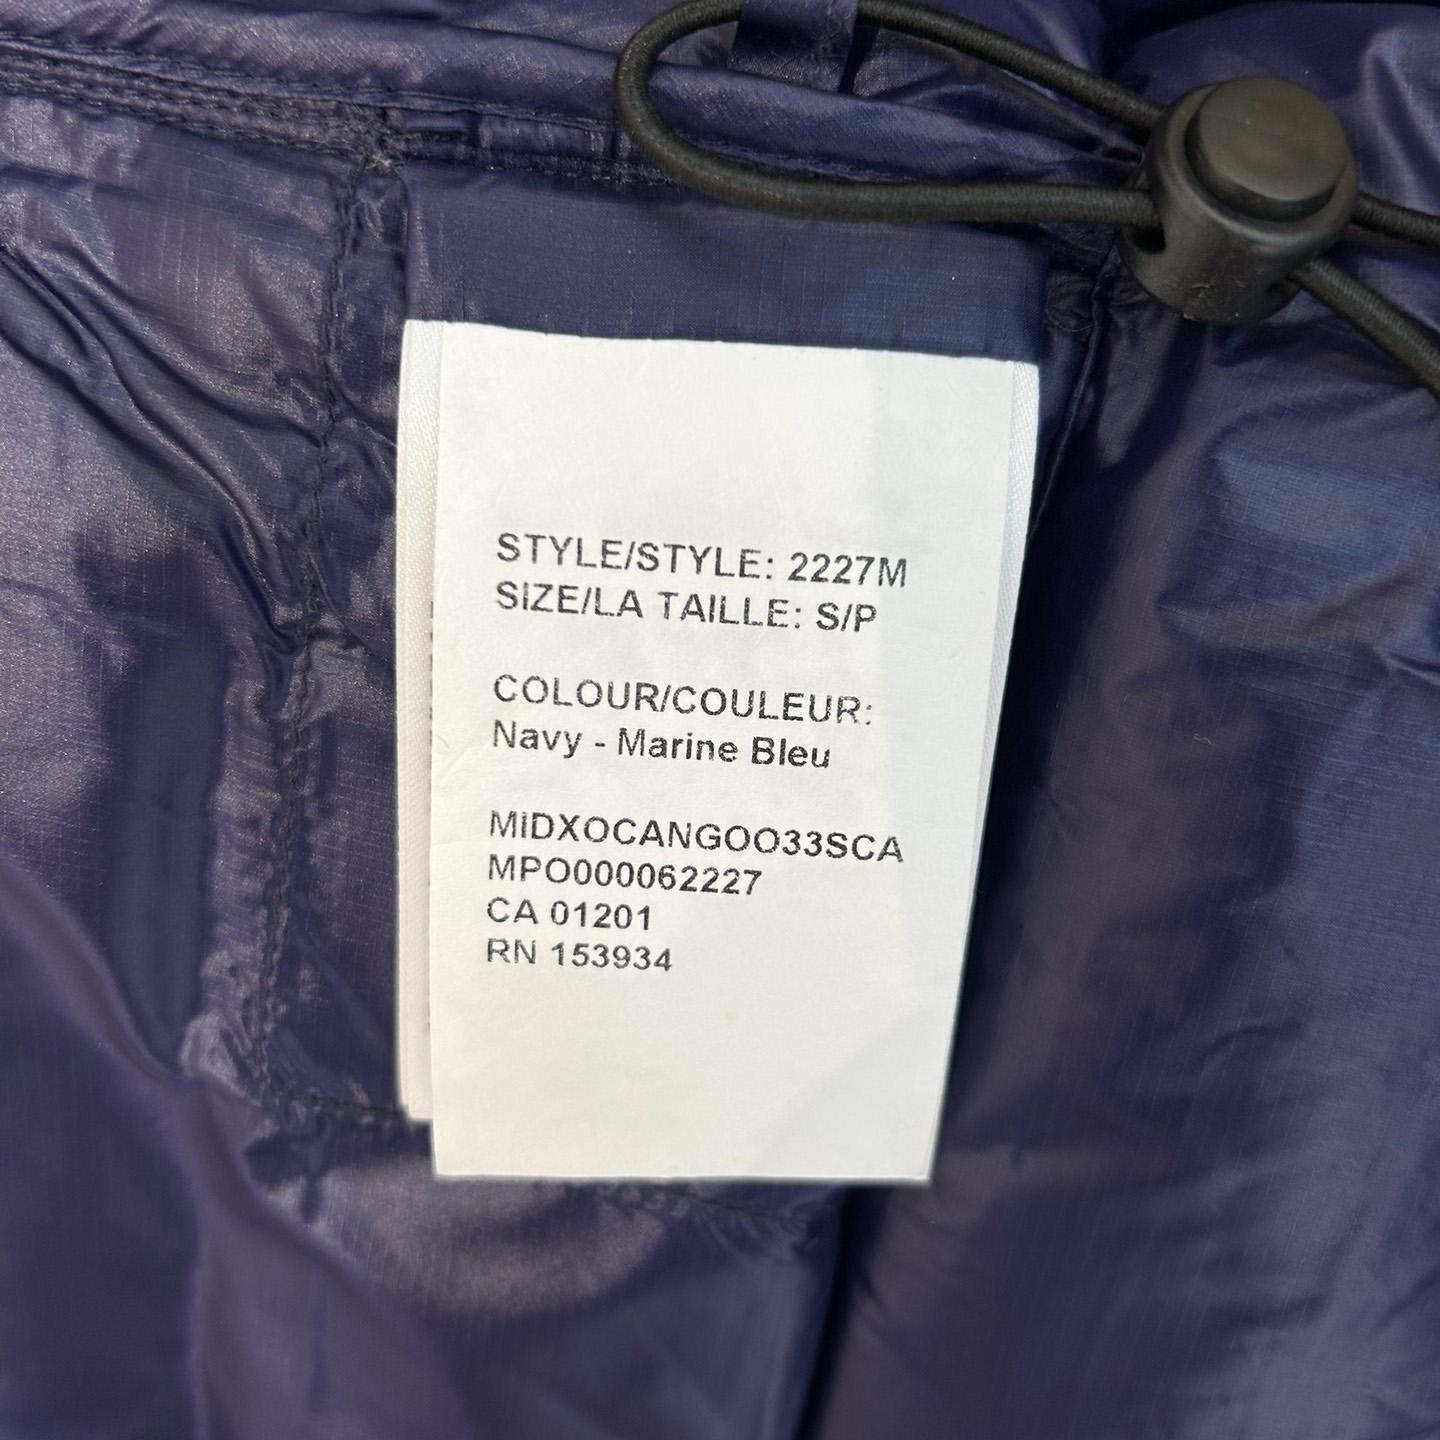 STYLE/STYLE: 2227M
SIZE/LA TAILLE: S/P
COLOUR/COULEUR:
Navy - Marine Bleu
MIDXOCANGOO33SCA
MPO000062227
CA 01201
RN 153934